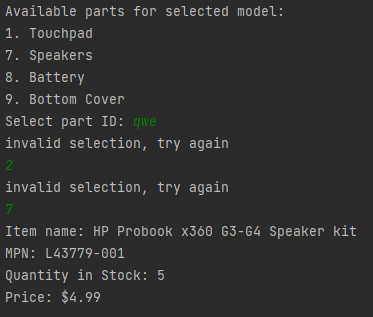 Available parts for selected model:
1. Touchpad
7. Speakers
8. Battery
9. Bottom Cover
Select part ID: qwe
invalid selection, try again
2
invalid selection, try again
7
Item name: HP Probook x360 G3-G4 Speaker kit
MPN: L43779-001
Quantity in Stock: 5
Price: $4.99